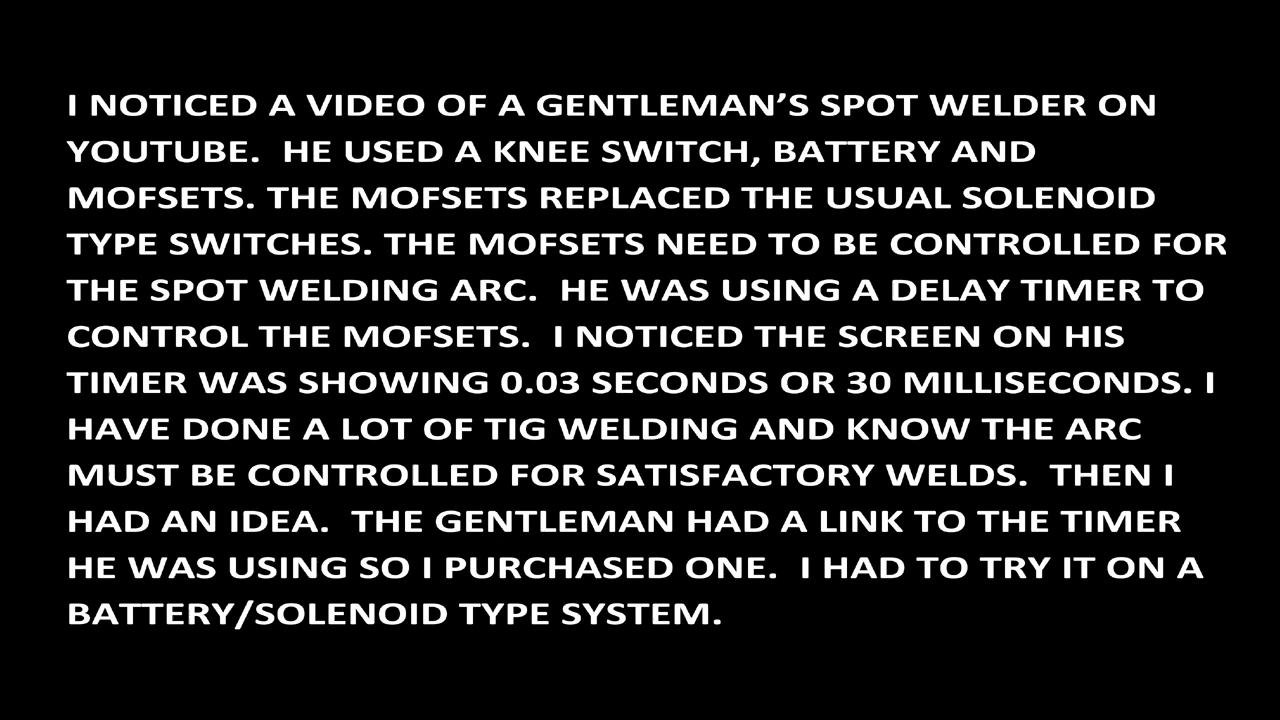 I NOTICED A VIDEO OF A GENTLEMAN’S SPOT WELDER ON
YOUTUBE.  HE USED A KNEE SWITCH, BATTERY AND
MOFSETS. THE MOFSETS REPLACED THE USUAL SOLENOID
TYPE SWITCHES. THE MOFSETS NEED TO BE CONTROLLED FOR
THE SPOT WELDING ARC.  HE WAS USING A DELAY TIMER TO
CONTROL THE MOFSETS.  I NOTICED THE SCREEN ON HIS
TIMER WAS SHOWING 0.03 SECONDS OR 30 MILLISECONDS. I
HAVE DONE A LOT OF TIG WELDING AND KNOW THE ARC
MUST BE CONTROLLED FOR SATISFACTORY WELDS.  THEN I
HAD AN IDEA.  THE GENTLEMAN HAD A LINK TO THE TIMER
HE WAS USING SO I PURCHASED ONE.  I HAD TO TRY IT ON A
BATTERY/SOLENOID TYPE SYSTEM.